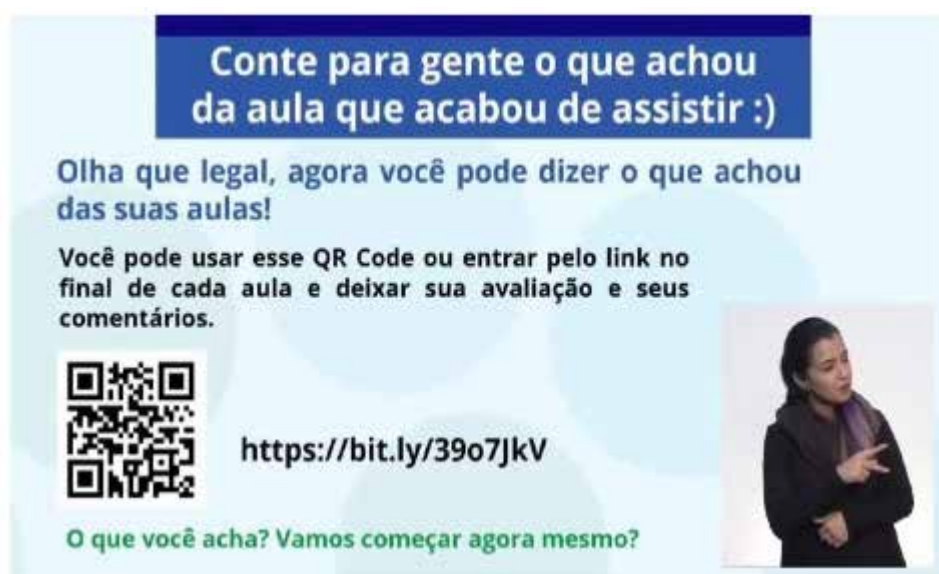 Conte para gente o que achou
da aula que acabou de assistir :)
Olha que legal, agora você pode dizer o que achou
das suas aulas!
Você pode usar esse QR Code ou entrar pelo link no
final de cada aula e deixar sua avaliação e seus
comentários.
https://bit.ly/39o7JkV
O que você acha? Vamos começar agora mesmo?